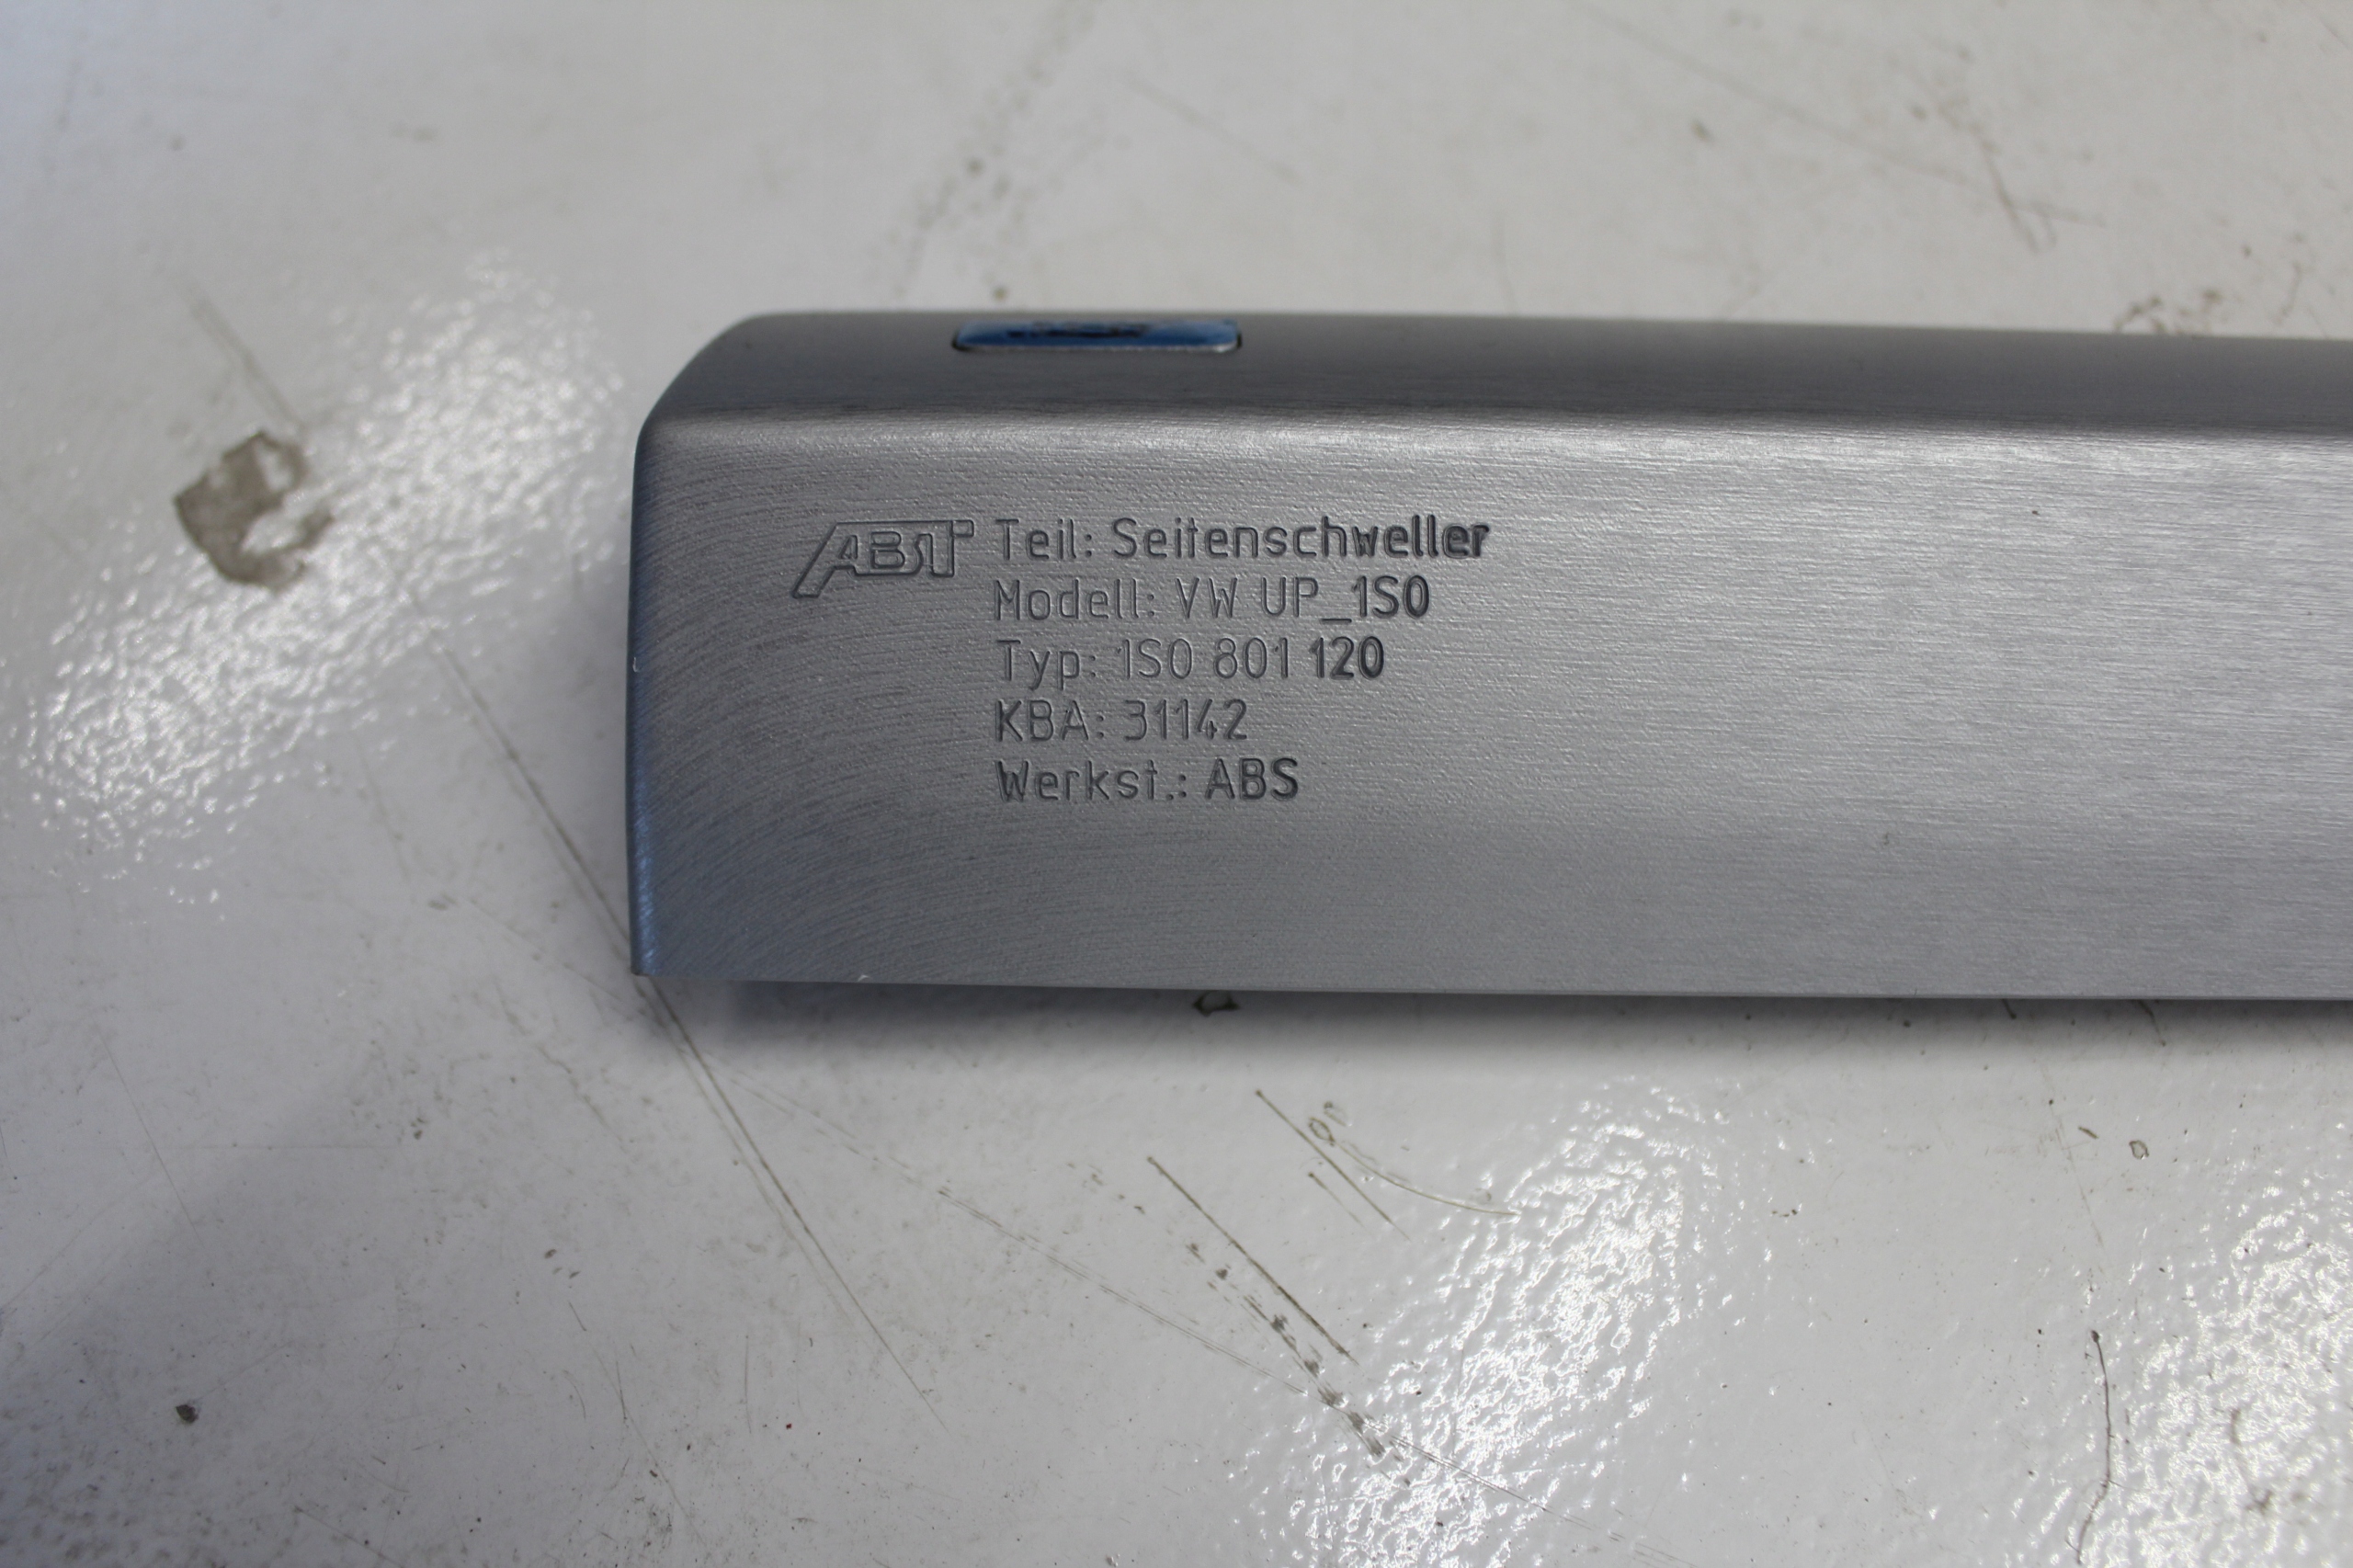 ABT Teil: Seitenschweller
Modell: VW UP_1S0
Typ: 1S0 801 120
KBA: 31142
Werkst.: ABS